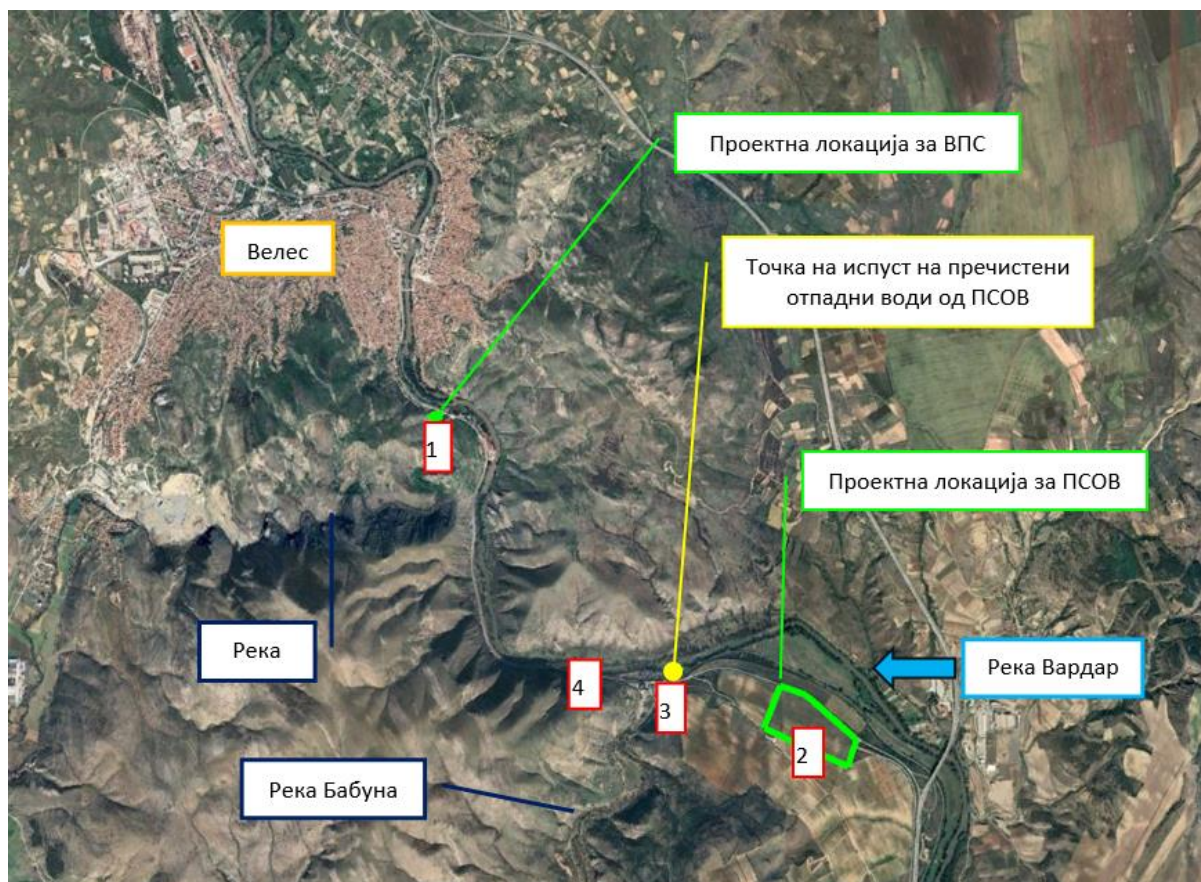 Проектна локација за ВПС
Велес
Точка на испуст на пречистени
отпадни води од ПСОВ
1
Проектна локација за ПСОВ
Река
4
3
Река Вардар
2
Река Бабуна